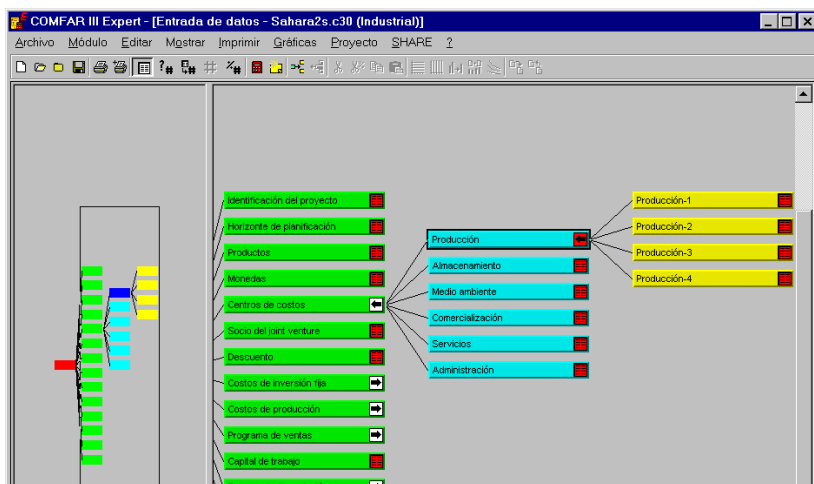 COMFAR III Expert - [Entrada de datos - Sahara2s.c30 (Industrial)]
Archivo Módulo Editar Mostrar Imprimir Gráficas Proyecto SHARE ?
Identificación del proyecto
Horizonte de planificación
Productos
Monedas
Centros de costos
Socio del joint venture
Descuento
Costos de inversión fija
Costos de producción
Programa de ventas
Capital de trabajo
Producción
Almacenamiento
Medio ambiente
Comercialización
Servicios
Administración
Producción-1
Producción-2
Producción-3
Producción-4